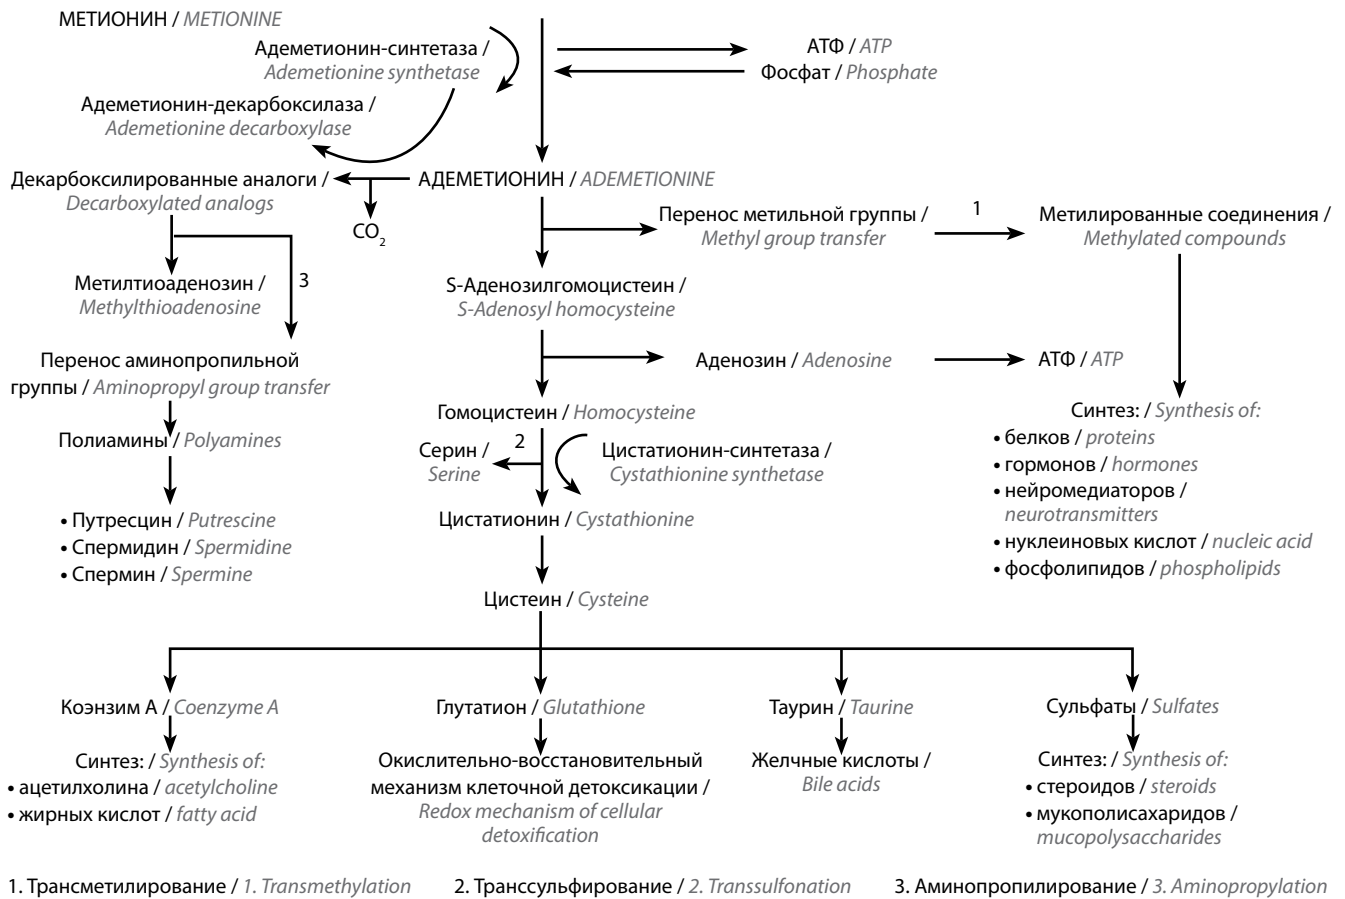 МЕТИОНИН / METIONINE
Адеметионин-синтетаза /
Ademetionine synthetase
АТФ / ATP
Фосфат / Phosphate
Адеметионин-декарбоксилаза /
Ademetionine decarboxylase
Декарбоксилированные аналоги /
Decarboxylated analogs
АДЕМЕТИОНИН / ADEMETIONINE
CO2
Перенос метильной группы /
Methyl group transfer
1
Метилированные соединения /
Methylated compounds
Метилтиоаденозин /
Methylthioadenosine
3
S-Аденозилгомоцистеин /
S-Adenosyl homocysteine
Перенос аминопропильной
группы / Aminopropyl group transfer
Аденозин / Adenosine
АТФ / ATP
Гомоцистеин / Homocysteine
Полиамины / Polyamines
Серин /
Serine
2
Цистатионин-синтетаза /
Cystathionine synthetase
Синтез: / Synthesis of:
• белков / proteins
• гормонов / hormones
• нейромедиаторов /
neurotransmitters
• нуклеиновых кислот / nucleic acid
• фосфолипидов / phospholipids
• Путресцин / Putrescine
• Спермидин / Spermidine
• Спермин / Spermine
Цистатионин / Cystathionine
Цистеин / Cysteine
Коэнзим А / Coenzyme A
Глутатион / Glutathione
Таурин / Taurine
Сульфаты / Sulfates
Синтез: / Synthesis of:
• ацетилхолина / acetylcholine
• жирных кислот / fatty acid
Окислительно-восстановительный
механизм клеточной детоксикации /
Redox mechanism of cellular
detoxification
Желчные кислоты /
Bile acids
Синтез: / Synthesis of:
• стероидов / steroids
• мукополисахаридов /
mucopolysaccharides
1. Трансметилирование / 1. Transmethylation
2. Транссульфирование / 2. Transsulfonation
3. Аминопропилирование / 3. Aminopropylation